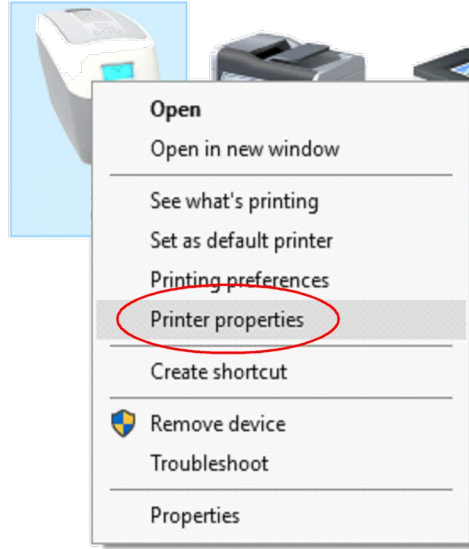 Open
Open in new window
See what's printing
Set as default printer
Printing preferences
Printer properties
Create shortcut
Remove device
Troubleshoot
Properties